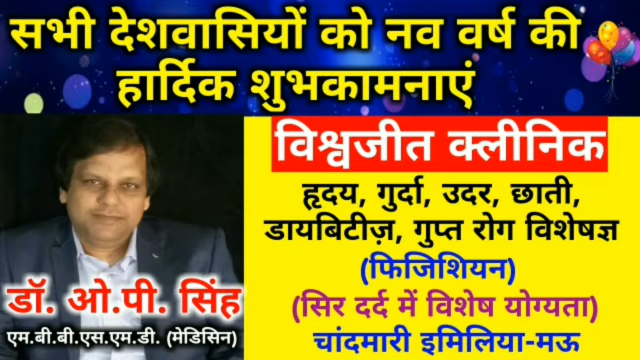 सभी देशवासियों को नव वर्ष की
हार्दिक शुभकामनाएं
विश्वजीत क्लीनिक
हृदय, गुर्दा, उदर, छाती,
डायबिटीज़, गुप्त रोग विशेषज्ञ
(फिजिशियन)
(सिर दर्द में विशेष योग्यता)
चांदमारी इमिलिया-मऊ
डॉ. ओ.पी. सिंह
एम.बी.बी.एस.एम.डी. (मेडिसिन)